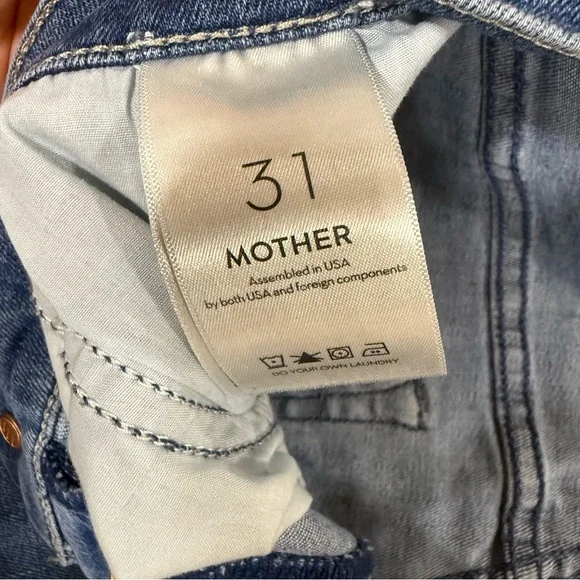 31
MOTHER
Assembled in USA
by both USA and foreign components
DO YOUR OWN LAUNDRY